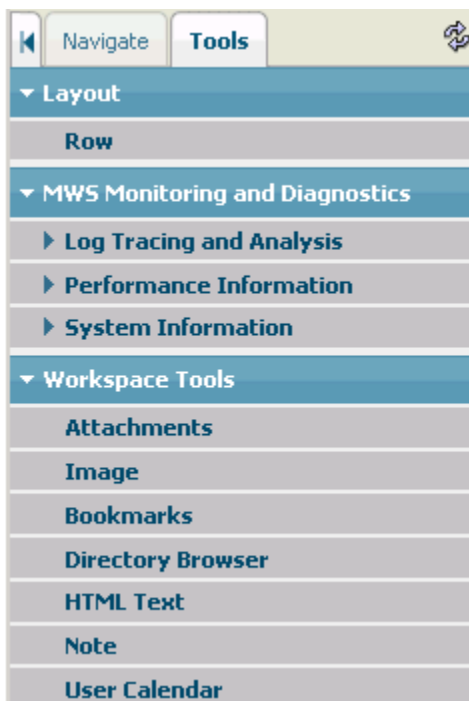 Navigate Tools
Layout
Row
MWS Monitoring and Diagnostics
Log Tracing and Analysis
Performance Information
System Information
Workspace Tools
Attachments
Image
Bookmarks
Directory Browser
HTML Text
Note
User Calendar